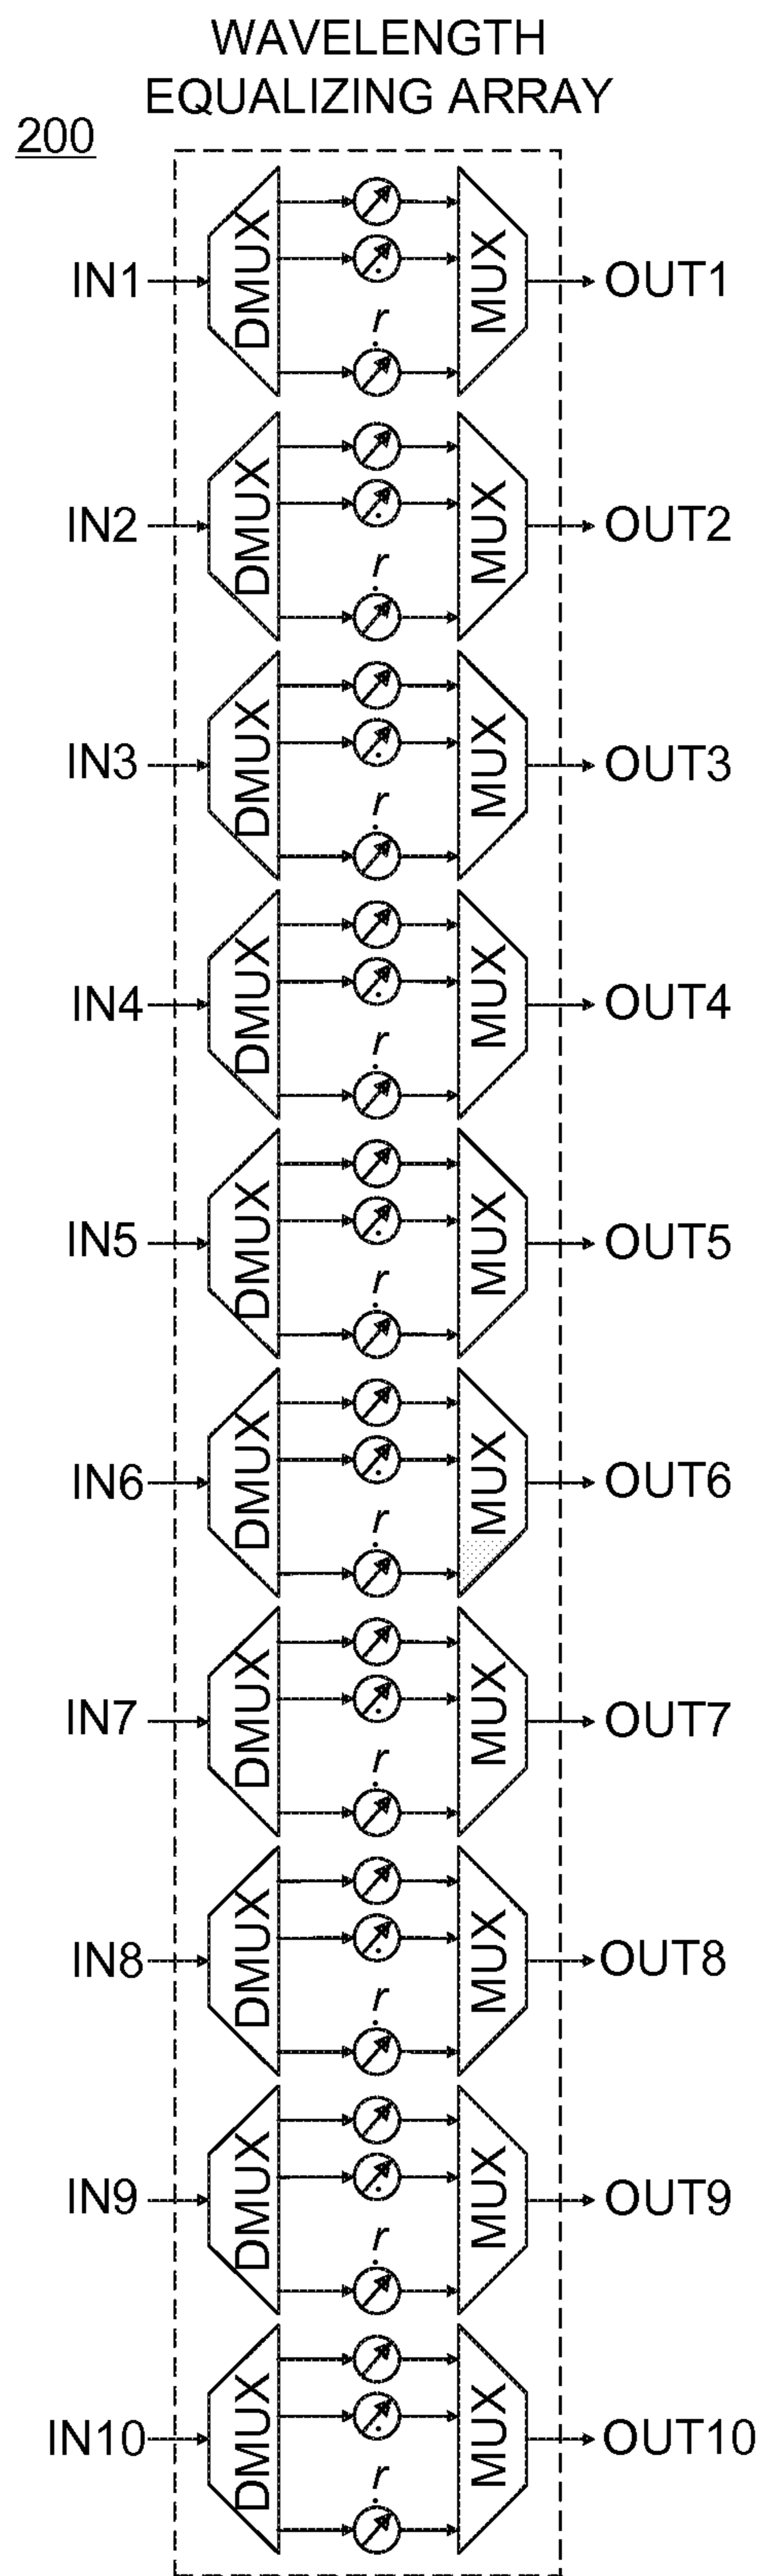 WAVELENGTH
EQUALIZING ARRAY
200
IN1 DMUX r MUX OUT1
IN2 DMUX r MUX OUT2
IN3 DMUX r MUX OUT3
IN4 DMUX r MUX OUT4
IN5 DMUX r MUX OUT5
IN6 DMUX r MUX OUT6
IN7 DMUX r MUX OUT7
IN8 DMUX r MUX OUT8
IN9 DMUX r MUX OUT9
IN10 DMUX r MUX OUT10